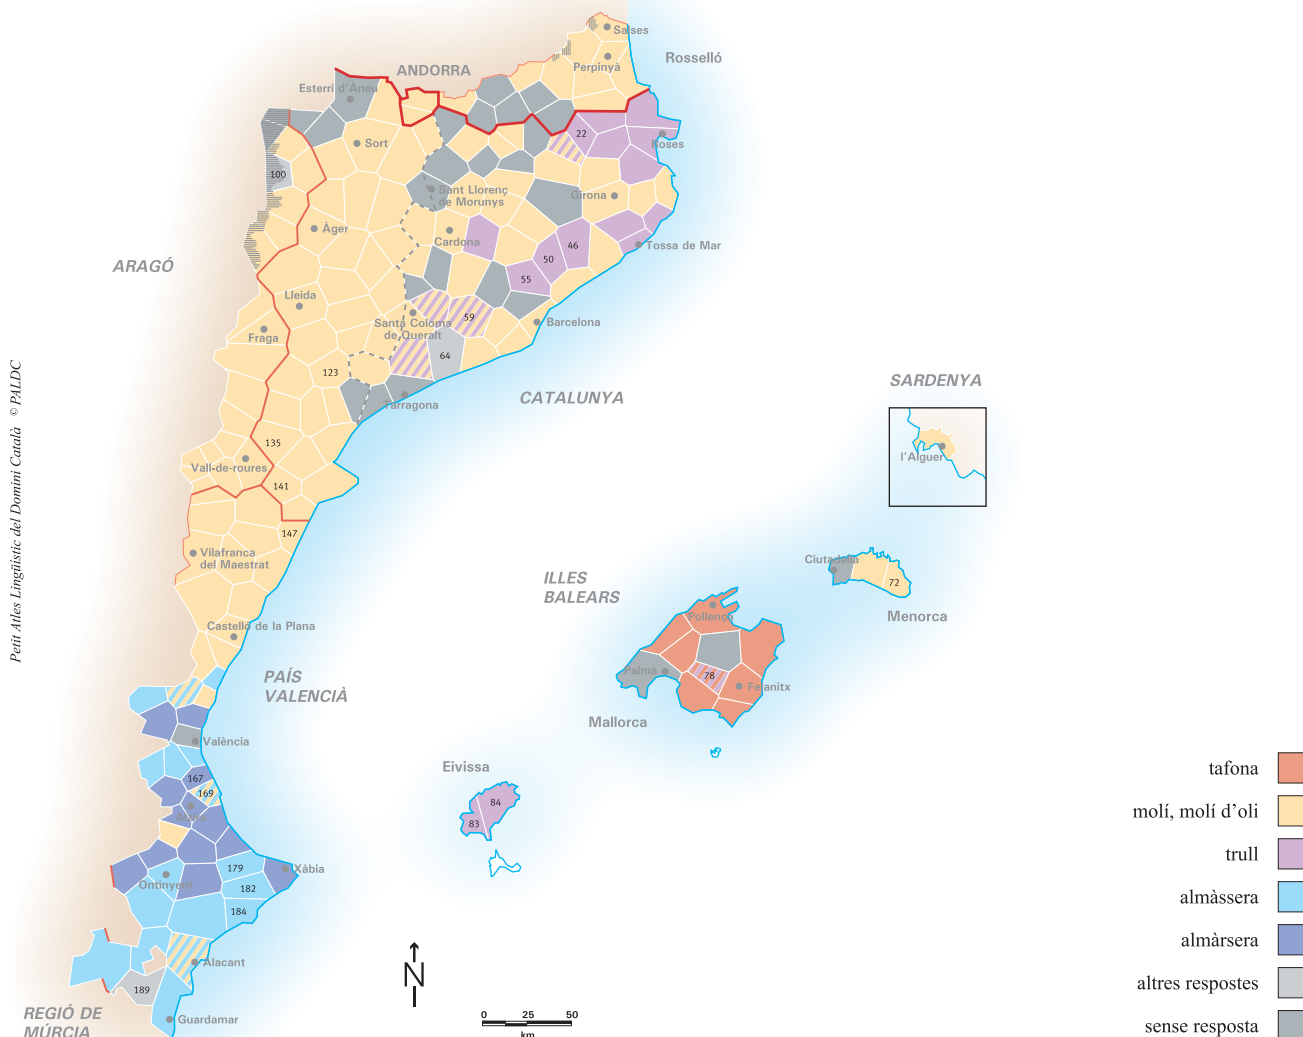 Salses
Rosselló
Perpinyà
ANDORRA
Esterri d'Àneu
22
Roses
Sort
100
Sant Llorenç
de Morunys
Girona
Àger
Cardona
46
Tossa de Mar
50
ARAGÓ
55
Lleida
Santa Coloma
de Queralt
59
Barcelona
Fraga
64
123
SARDENYA
CATALUNYA
Tarragona
135
l'Alguer
Vall-de-roures
141
147
Vilafranca
del Maestrat
Ciutadella
72
ILLES
BALEARS
Menorca
Pollença
Castelló de la Plana
Palma
78
Felanitx
PAÍS
VALENCIÀ
Mallorca
València
Eivissa
167
169
84
83
179
Xàbia
Ontinyent
182
184
Alacant
189
REGIÓ DE
MÚRCIA
Guardamar
N
0 25 50
km
tafona
molí, molí d'oli
trull
almàssera
almàrsera
altres respostes
sense resposta
Petit Atles Lingüístic del Domini Català © PALDC